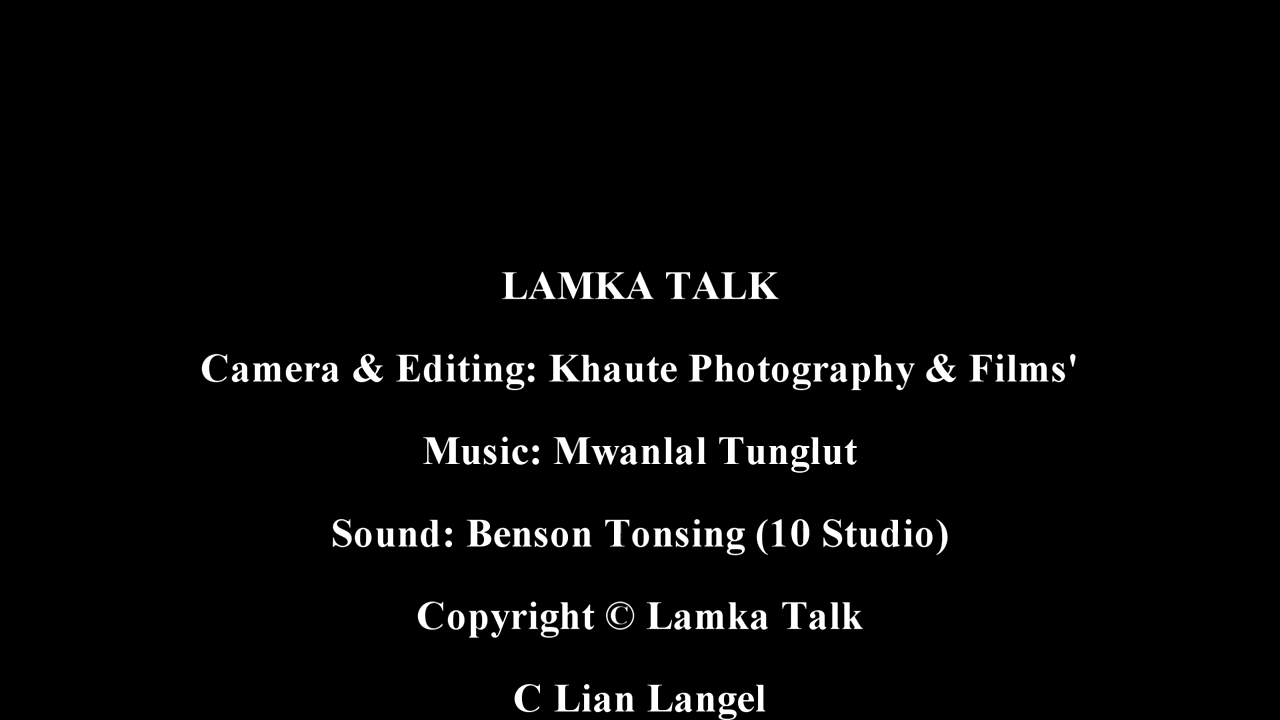 LAMKA TALK
Camera & Editing: Khaute Photography & Films'
Music: Mwanlal Tunglut
Sound: Benson Tonsing (10 Studio)
Copyright © Lamka Talk
C Lian Langel